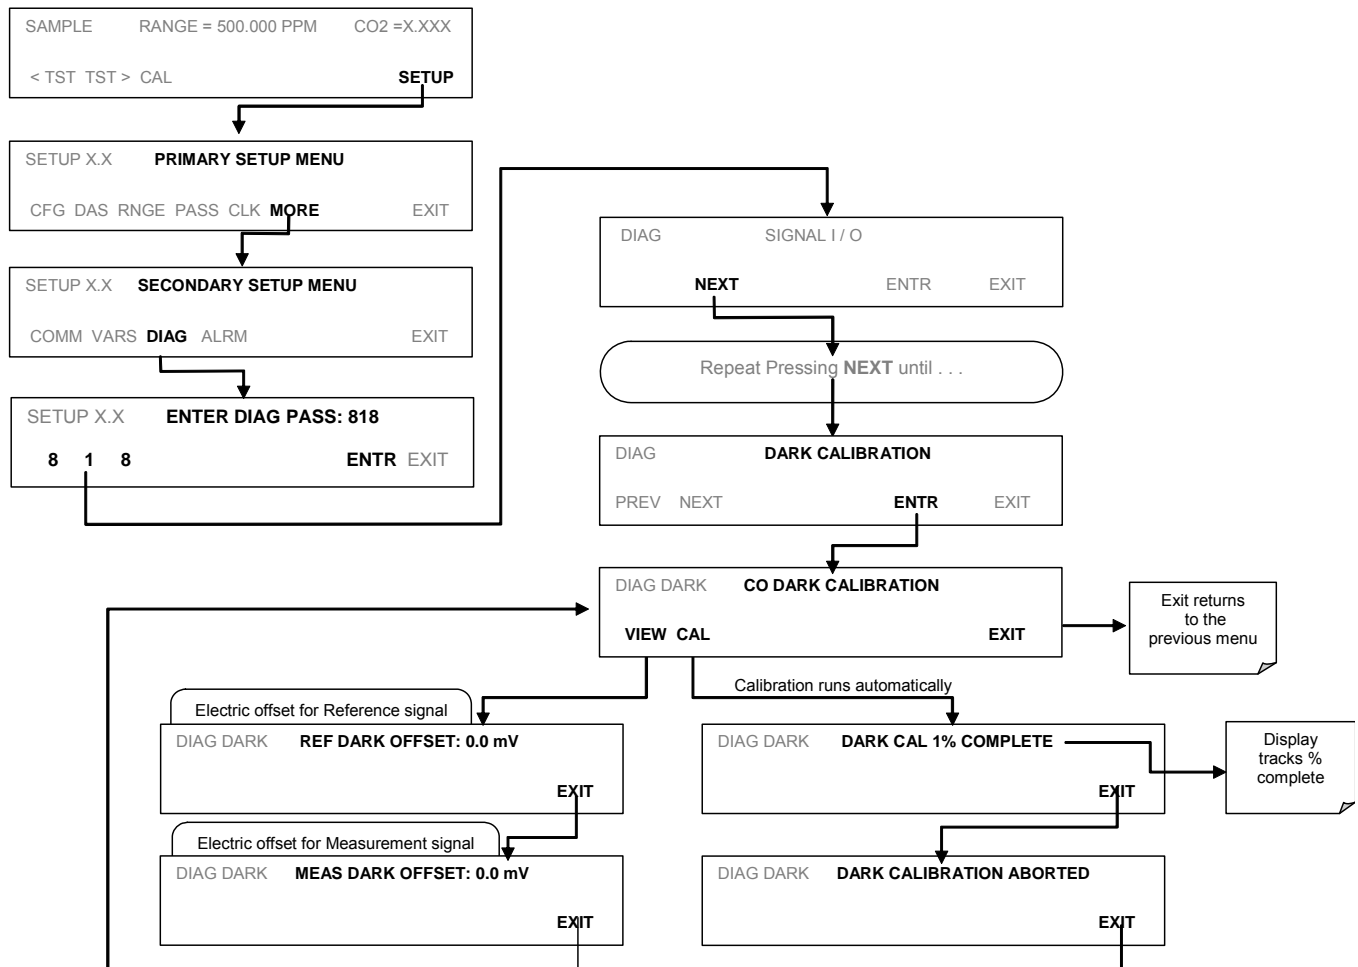 SAMPLE RANGE = 500.000 PPM CO2 =X.XXX
< TST TST > CAL SETUP
SETUP X.X PRIMARY SETUP MENU
CFG DAS RNGE PASS CLK MORE EXIT
SETUP X.X SECONDARY SETUP MENU
COMM VARS DIAG ALRM EXIT
SETUP X.X ENTER DIAG PASS: 818
8 1 8 ENTR EXIT
DIAG SIGNAL I / O
NEXT ENTR EXIT
Repeat Pressing NEXT until . . .
DIAG DARK CALIBRATION
PREV NEXT ENTR EXIT
DIAG DARK CO DARK CALIBRATION
VIEW CAL EXIT
Exit returns
to the
previous menu
Calibration runs automatically
Electric offset for Reference signal
DIAG DARK REF DARK OFFSET: 0.0 mV
EXIT
DIAG DARK DARK CAL 1% COMPLETE
EXIT
Display
tracks %
complete
Electric offset for Measurement signal
DIAG DARK MEAS DARK OFFSET: 0.0 mV
EXIT
DIAG DARK DARK CALIBRATION ABORTED
EXIT